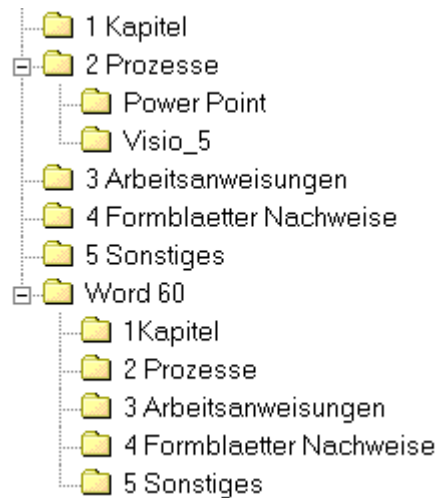 1 Kapitel
2 Prozesse
Power Point
Visio_5
3 Arbeitsanweisungen
4 Formblaetter Nachweise
5 Sonstiges
Word 60
1Kapitel
2 Prozesse
3 Arbeitsanweisungen
4 Formblaetter Nachweise
5 Sonstiges